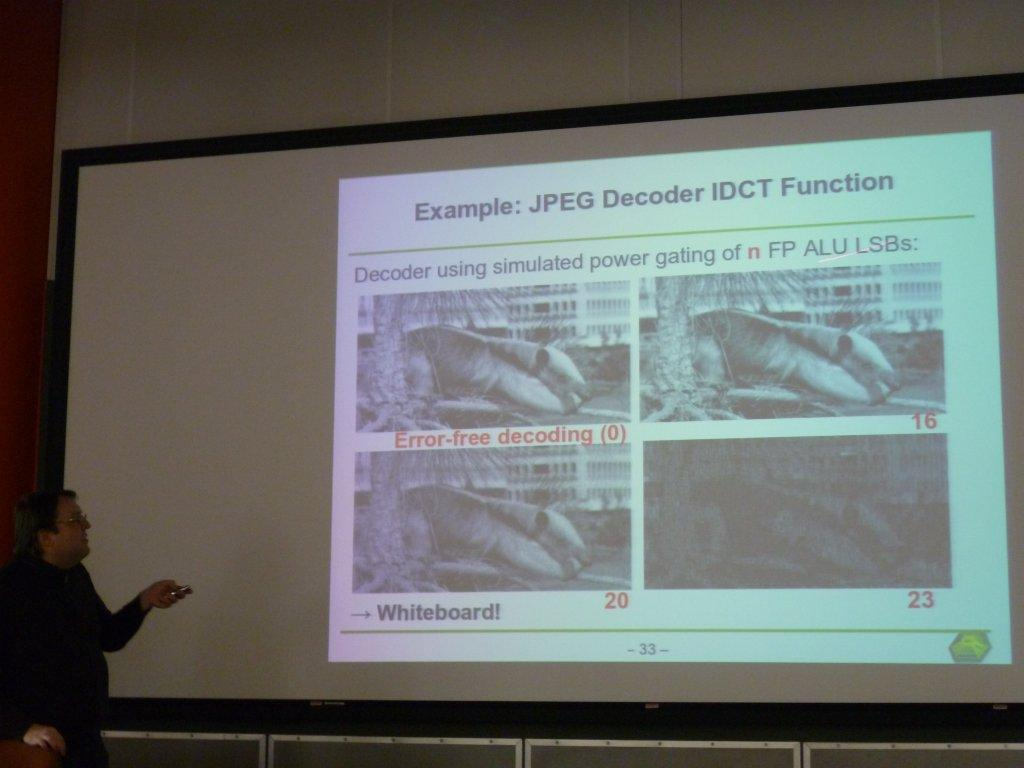 Example: JPEG Decoder IDCT Function
Decoder using simulated power gating of n FP ALU LSBs:
Error-free decoding (0)
16
20
23
→ Whiteboard!
– 33 –